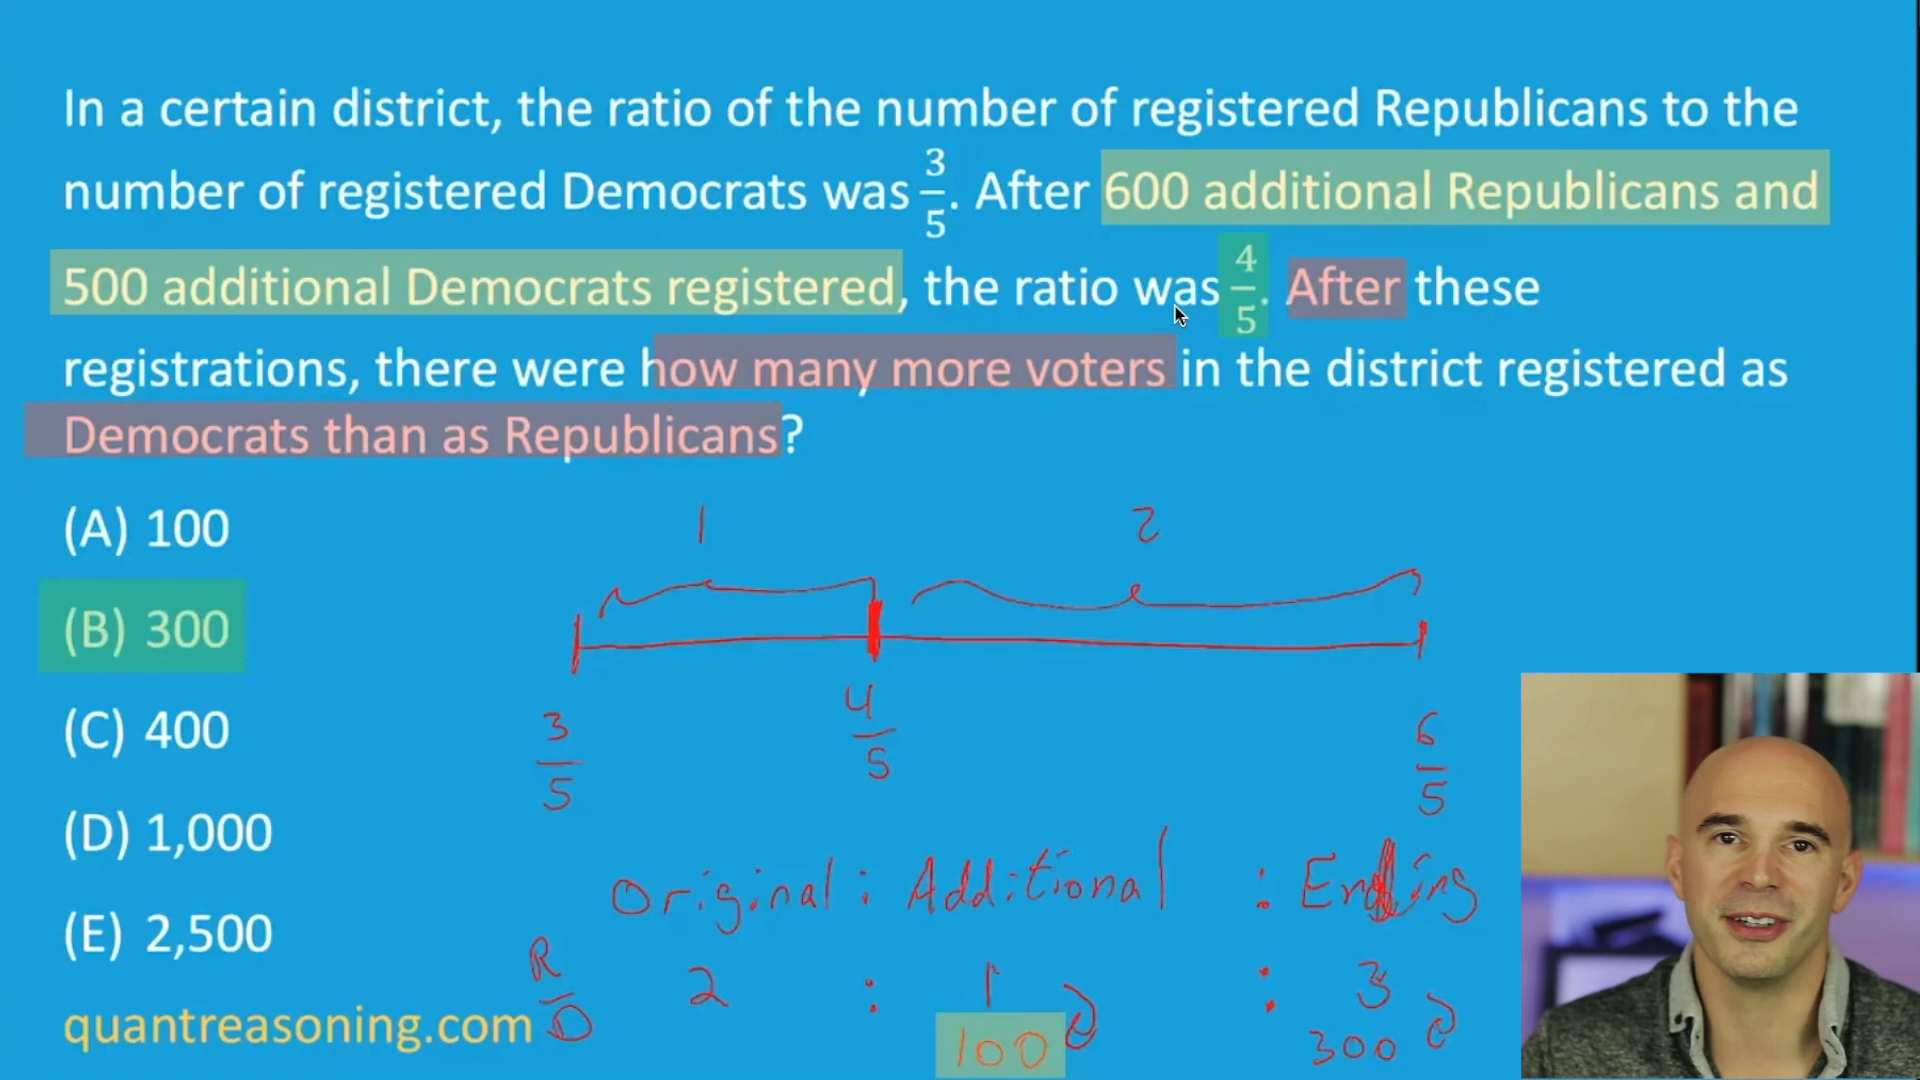 In a certain district, the ratio of the number of registered Republicans to the
number of registered Democrats was 3/5. After 600 additional Republicans and
500 additional Democrats registered, the ratio was 4/5. After these
registrations, there were how many more voters in the district registered as
Democrats than as Republicans?
(A) 100
(B) 300
(C) 400
(D) 1,000
(E) 2,500
quantreasoning.com
1 2
3/5 4/5 6/5
Original : Additional : Ending
R/D 2 : 1 : 3
100 300